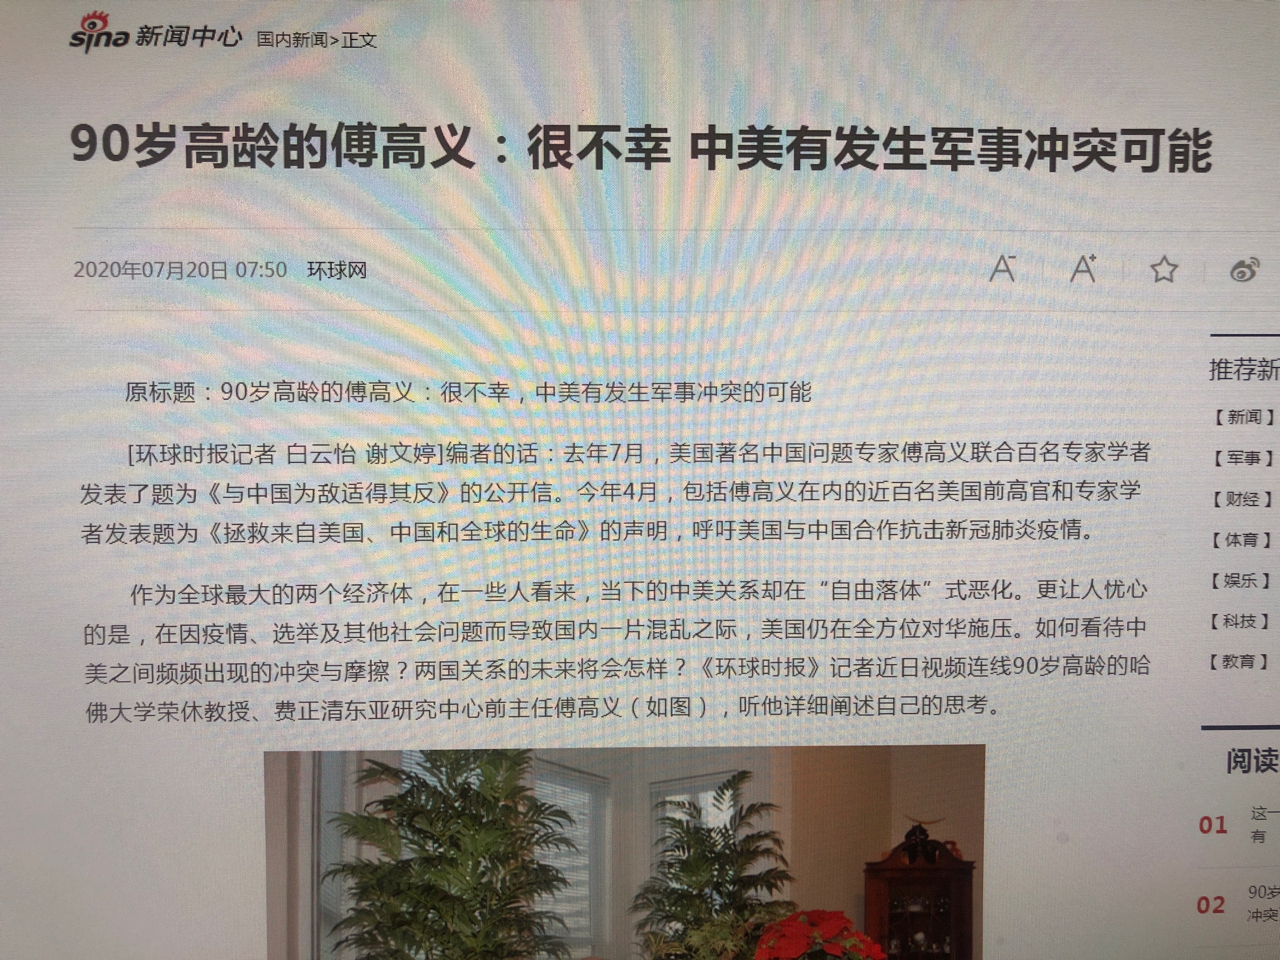 sina 新闻中心 国内新闻>正文
90岁高龄的傅高义：很不幸 中美有发生军事冲突可能
2020年07月20日 07:50 环球网
A- A+
原标题：90岁高龄的傅高义：很不幸，中美有发生军事冲突的可能
[环球时报记者 白云怡 谢文婷]编者的话：去年7月，美国著名中国问题专家傅高义联合百名专家学者
发表了题为《与中国为敌适得其反》的公开信。今年4月，包括傅高义在内的近百名美国前高官和专家学
者发表题为《拯救来自美国、中国和全球的生命》的声明，呼吁美国与中国合作抗击新冠肺炎疫情。
作为全球最大的两个经济体，在一些人看来，当下的中美关系却在“自由落体”式恶化。更让人忧心
的是，在因疫情、选举及其他社会问题而导致国内一片混乱之际，美国仍在全方位对华施压。如何看待中
美之间频频出现的冲突与摩擦？两国关系的未来将会怎样？《环球时报》记者近日视频连线90岁高龄的哈
佛大学荣休教授、费正清东亚研究中心前主任傅高义（如图），听他详细阐述自己的思考。
推荐新
【新闻】
【军事】
【财经】
【体育】
【娱乐】
【科技】
【教育】
阅读
01 这一
有
02 90岁
冲突